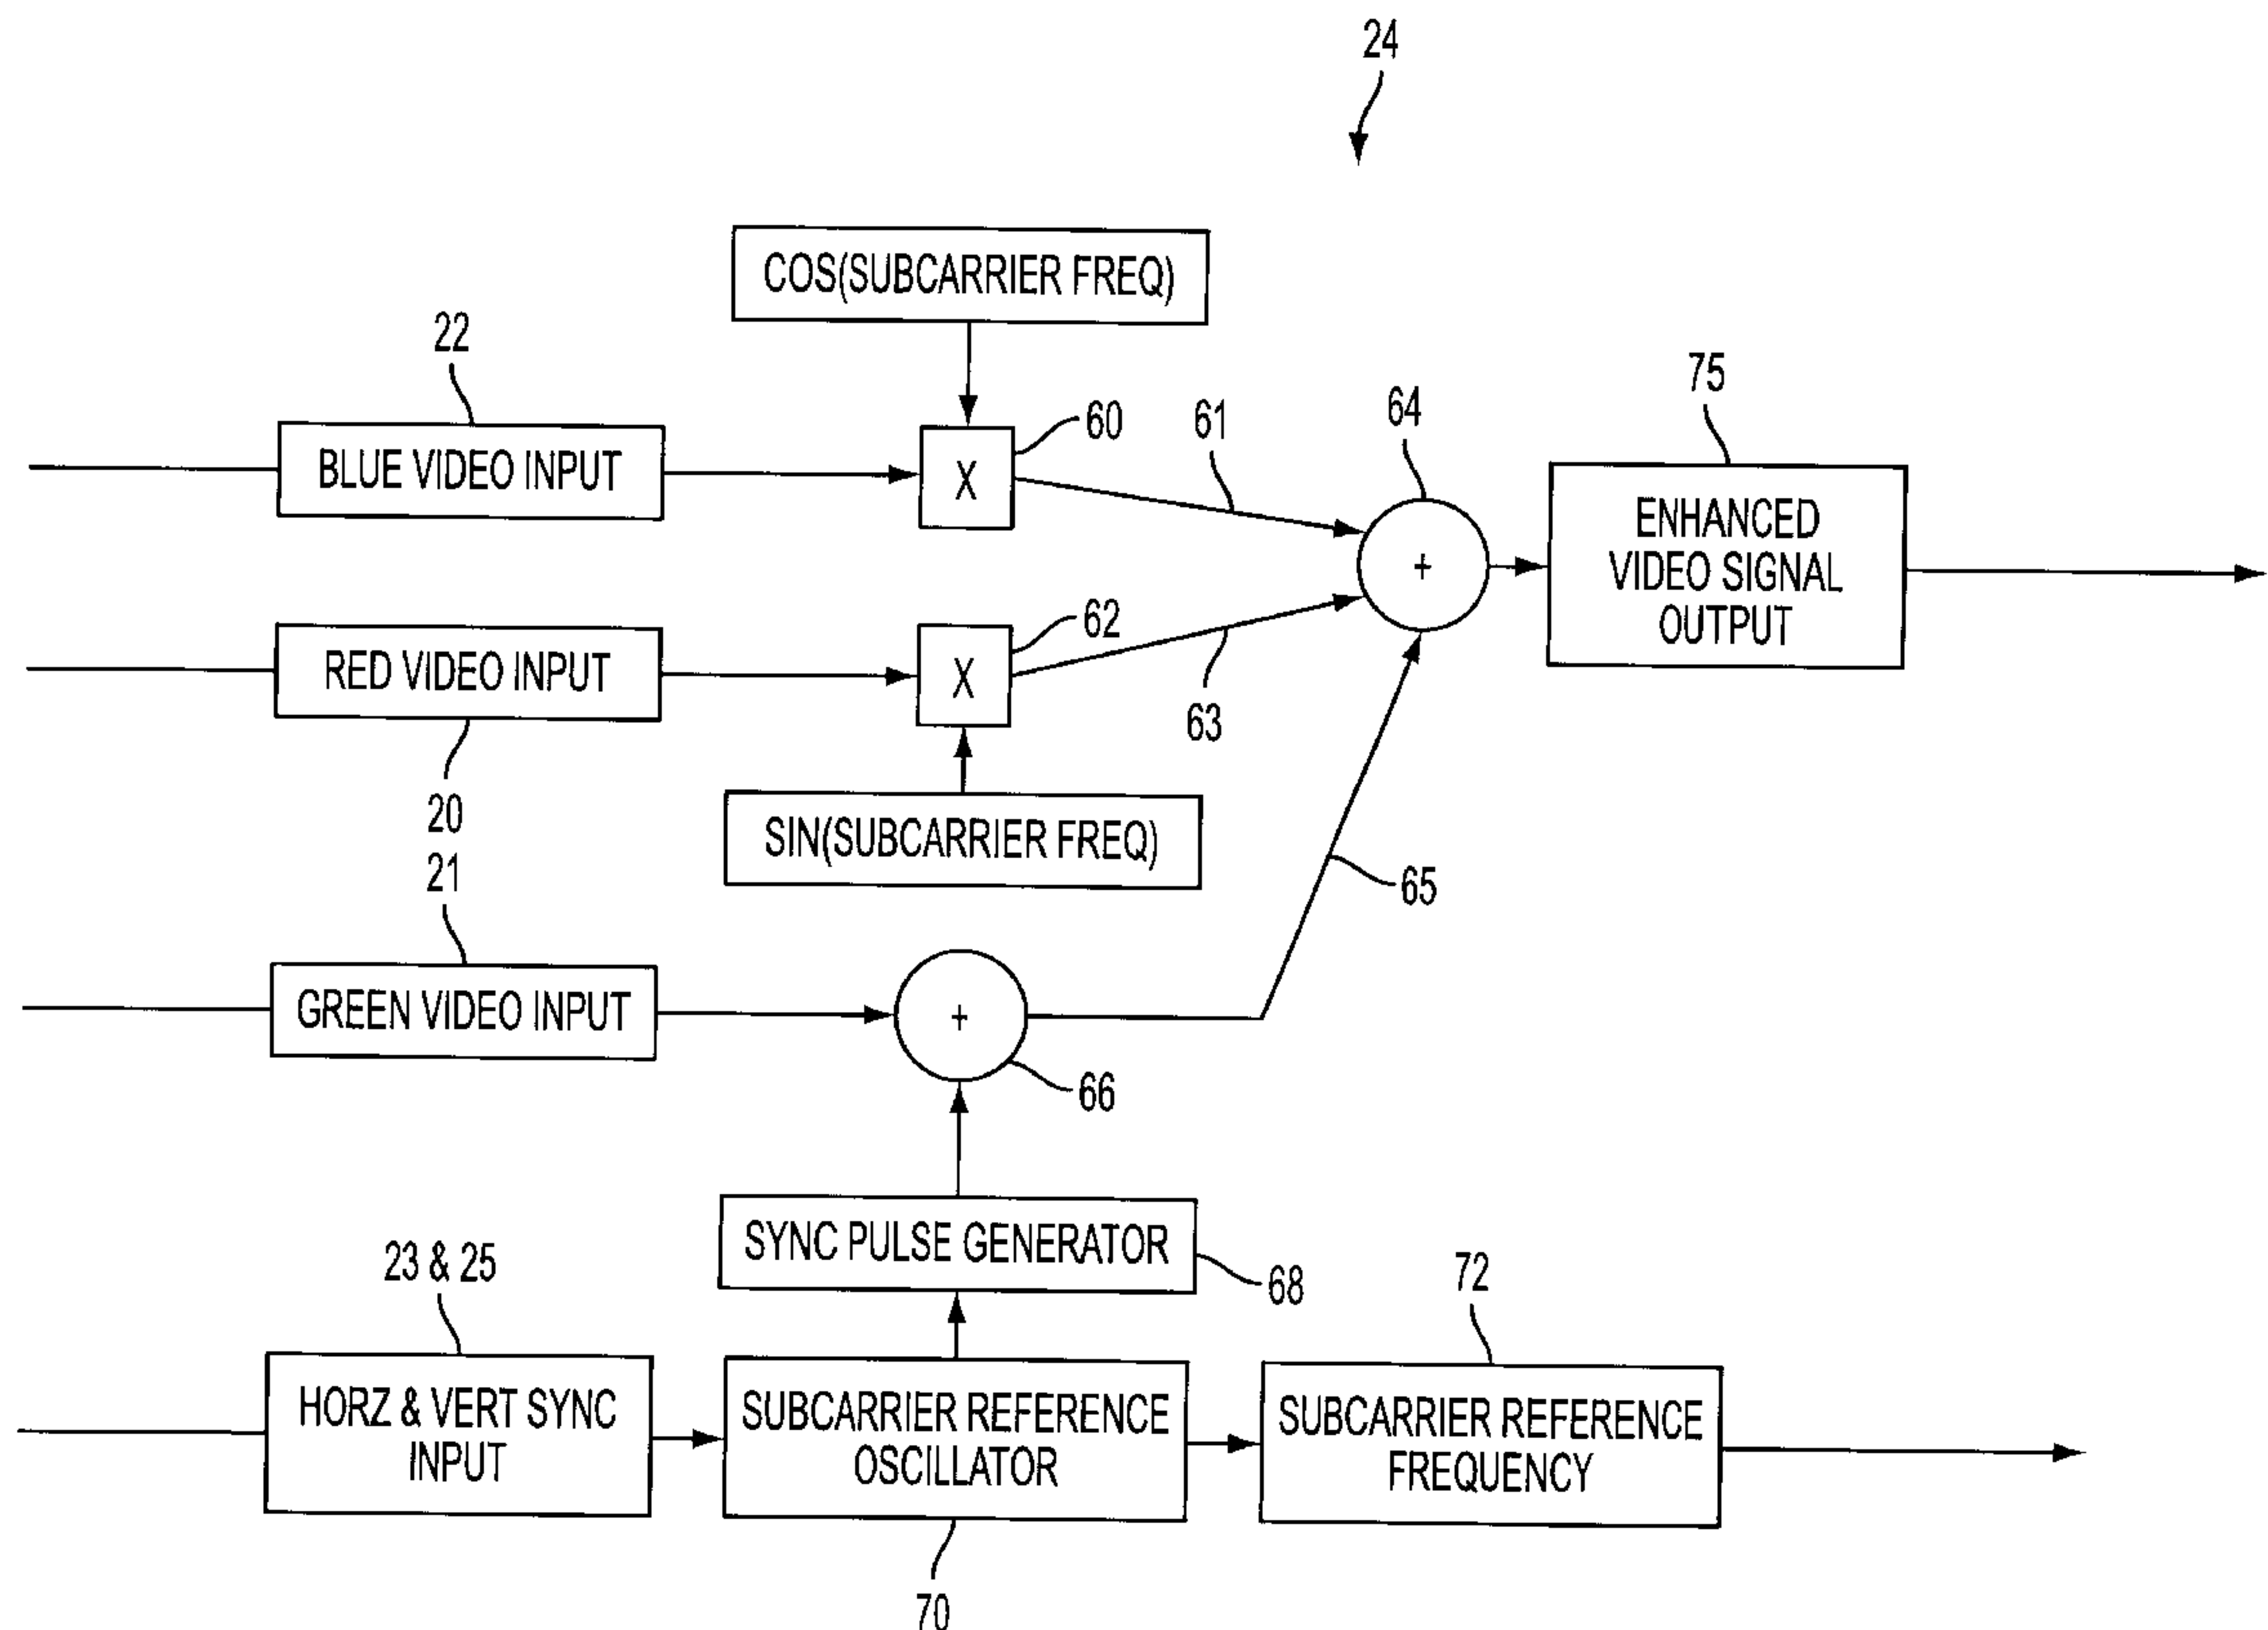 24
COS(SUBCARRIER FREQ)
22
BLUE VIDEO INPUT
X
60
61
64
+
75
ENHANCED
VIDEO SIGNAL
OUTPUT
RED VIDEO INPUT
20
X
62
63
SIN(SUBCARRIER FREQ)
21
GREEN VIDEO INPUT
+
66
65
SYNC PULSE GENERATOR
68
23 & 25
HORZ & VERT SYNC
INPUT
SUBCARRIER REFERENCE
OSCILLATOR
70
72
SUBCARRIER REFERENCE
FREQUENCY